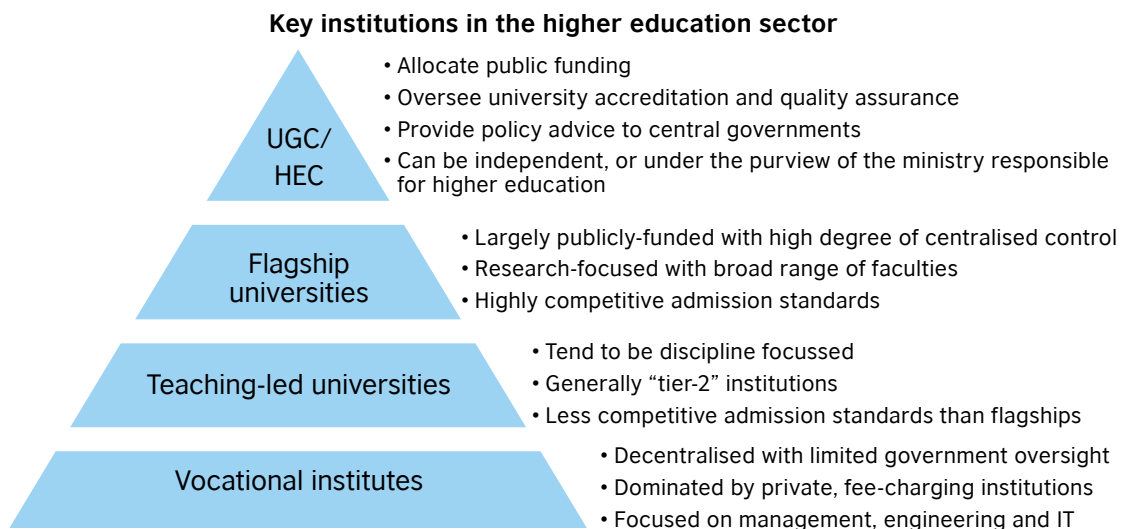 Key institutions in the higher education sector
UGC/
HEC
• Allocate public funding
• Oversee university accreditation and quality assurance
• Provide policy advice to central governments
• Can be independent, or under the purview of the ministry responsible
for higher education
Flagship
universities
• Largely publicly-funded with high degree of centralised control
• Research-focused with broad range of faculties
• Highly competitive admission standards
Teaching-led universities
• Tend to be discipline focussed
• Generally “tier-2” institutions
• Less competitive admission standards than flagships
Vocational institutes
• Decentralised with limited government oversight
• Dominated by private, fee-charging institutions
• Focused on management, engineering and IT